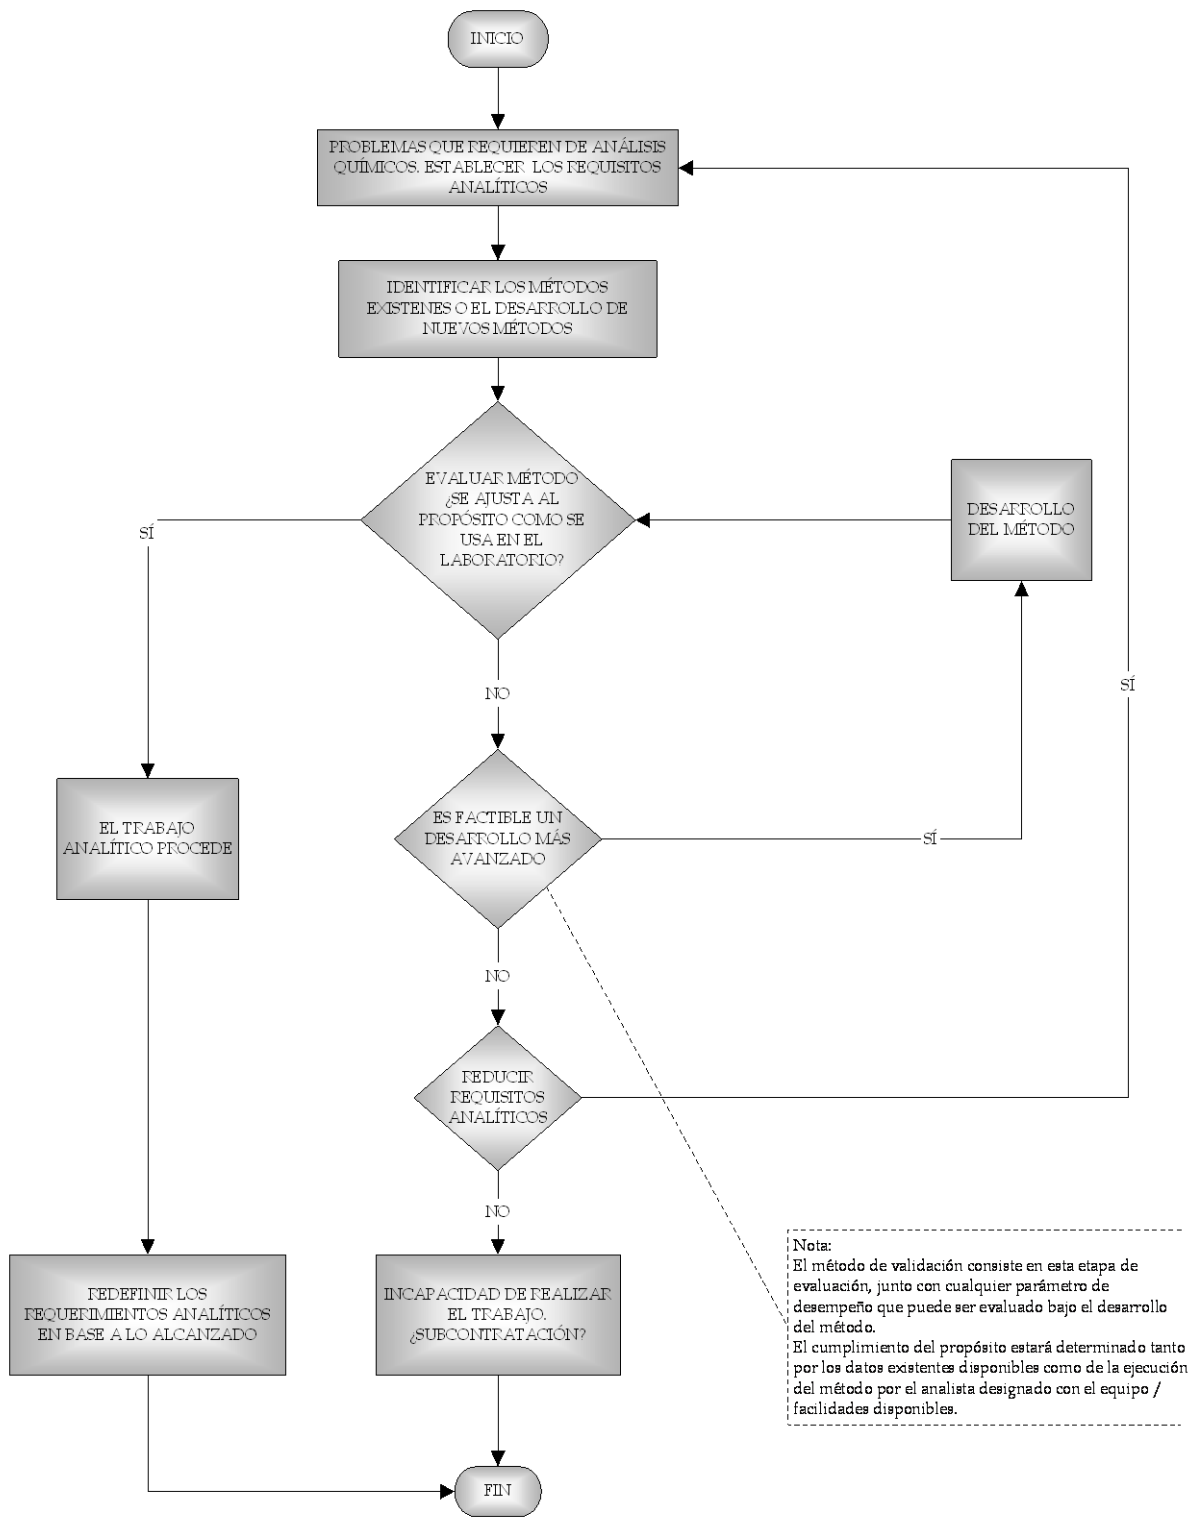 INICIO
PROBLEMAS QUE REQUIEREN DE ANÁLISIS
QUÍMICOS. ESTABLECER LOS REQUISITOS
ANALÍTICOS
IDENTIFICAR LOS MÉTODOS
EXISTENES O EL DESARROLLO DE
NUEVOS MÉTODOS
EVALUAR MÉTODO
¿SE AJUSTA AL
PROPÓSITO COMO SE
USA EN EL
LABORATORIO?
DESARROLLO
DEL MÉTODO
SÍ
NO
SÍ
ES FACTIBLE UN
DESARROLLO MÁS
AVANZADO
SÍ
EL TRABAJO
ANALÍTICO PROCEDE
NO
REDUCIR
REQUISITOS
ANALÍTICOS
NO
REDEFINIR LOS
REQUERIMIENTOS ANALÍTICOS
EN BASE A LO ALCANZADO
INCAPACIDAD DE REALIZAR
EL TRABAJO.
¿SUBCONTRATACIÓN?
Nota:
El método de validación consiste en esta etapa de
evaluación, junto con cualquier parámetro de
desempeño que puede ser evaluado bajo el desarrollo
del método.
El cumplimiento del propósito estará determinado tanto
por los datos existentes disponibles como de la ejecución
del método por el analista designado con el equipo /
facilidades disponibles.
FIN